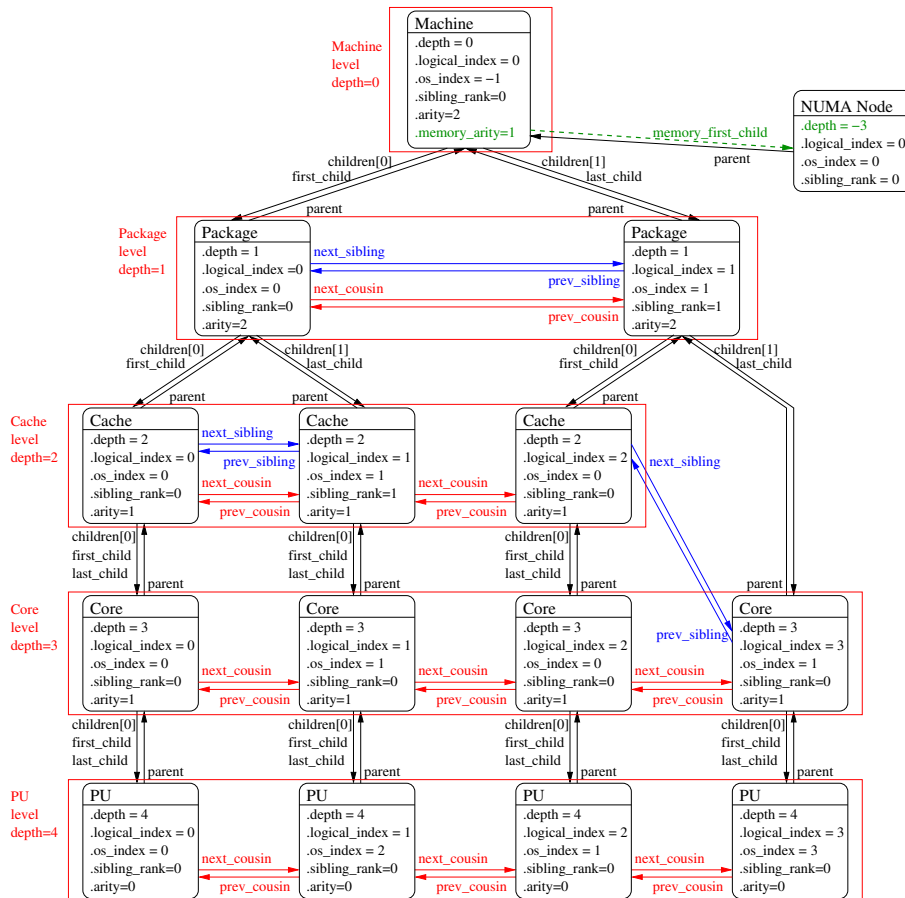 Machine
level
depth=0
Machine
.depth = 0
.logical_index = 0
.os_index = −1
.sibling_rank=0
.arity=2
.memory_arity=1
NUMA Node
.depth = −3
.logical_index = 0
.os_index = 0
.sibling_rank = 0
memory_first_child
parent
children[0]
first_child
children[1]
last_child
parent
parent
Package
level
depth=1
Package
.depth = 1
.logical_index =0
.os_index = 0
.sibling_rank=0
.arity=2
next_sibling
prev_sibling
next_cousin
prev_cousin
Package
.depth = 1
.logical_index = 1
.os_index = 1
.sibling_rank=1
.arity=2
children[0]
first_child
children[1]
last_child
children[0]
first_child
children[1]
last_child
parent
parent
parent
Cache
level
depth=2
Cache
.depth = 2
.logical_index = 0
.os_index = 0
.sibling_rank=0
.arity=1
next_sibling
prev_sibling
next_cousin
prev_cousin
Cache
.depth = 2
.logical_index = 1
.os_index = 1
.sibling_rank=1
.arity=1
next_cousin
prev_cousin
Cache
.depth = 2
.logical_index = 2
.os_index = 0
.sibling_rank=0
.arity=1
next_sibling
prev_sibling
children[0]
first_child
last_child
parent
children[0]
first_child
last_child
parent
children[0]
first_child
last_child
parent
parent
Core
level
depth=3
Core
.depth = 3
.logical_index = 0
.os_index = 0
.sibling_rank=0
.arity=1
next_cousin
prev_cousin
Core
.depth = 3
.logical_index = 1
.os_index = 1
.sibling_rank=0
.arity=1
next_cousin
prev_cousin
Core
.depth = 3
.logical_index = 2
.os_index = 0
.sibling_rank=0
.arity=1
next_cousin
prev_cousin
Core
.depth = 3
.logical_index = 3
.os_index = 1
.sibling_rank=0
.arity=1
children[0]
first_child
last_child
parent
children[0]
first_child
last_child
parent
children[0]
first_child
last_child
parent
children[0]
first_child
last_child
parent
PU
level
depth=4
PU
.depth = 4
.logical_index = 0
.os_index = 0
.sibling_rank=0
.arity=0
next_cousin
prev_cousin
PU
.depth = 4
.logical_index = 1
.os_index = 2
.sibling_rank=0
.arity=0
next_cousin
prev_cousin
PU
.depth = 4
.logical_index = 2
.os_index = 1
.sibling_rank=0
.arity=0
next_cousin
prev_cousin
PU
.depth = 4
.logical_index = 3
.os_index = 3
.sibling_rank=0
.arity=0